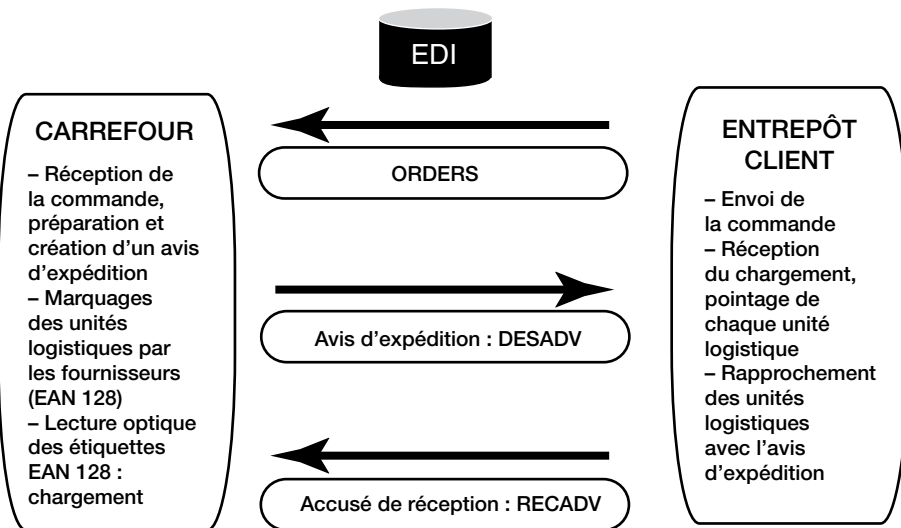 EDI
CARREFOUR
– Réception de
la commande,
préparation et
création d’un avis
d’expédition
– Marquages
des unités
logistiques par
les fournisseurs
(EAN 128)
– Lecture optique
des étiquettes
EAN 128 :
chargement
ORDERS
Avis d’expédition : DESADV
Accusé de réception : RECADV
ENTREPÔT
CLIENT
– Envoi de
la commande
– Réception
du chargement,
pointage de
chaque unité
logistique
– Rapprochement
des unités
logistiques
avec l’avis
d’expédition